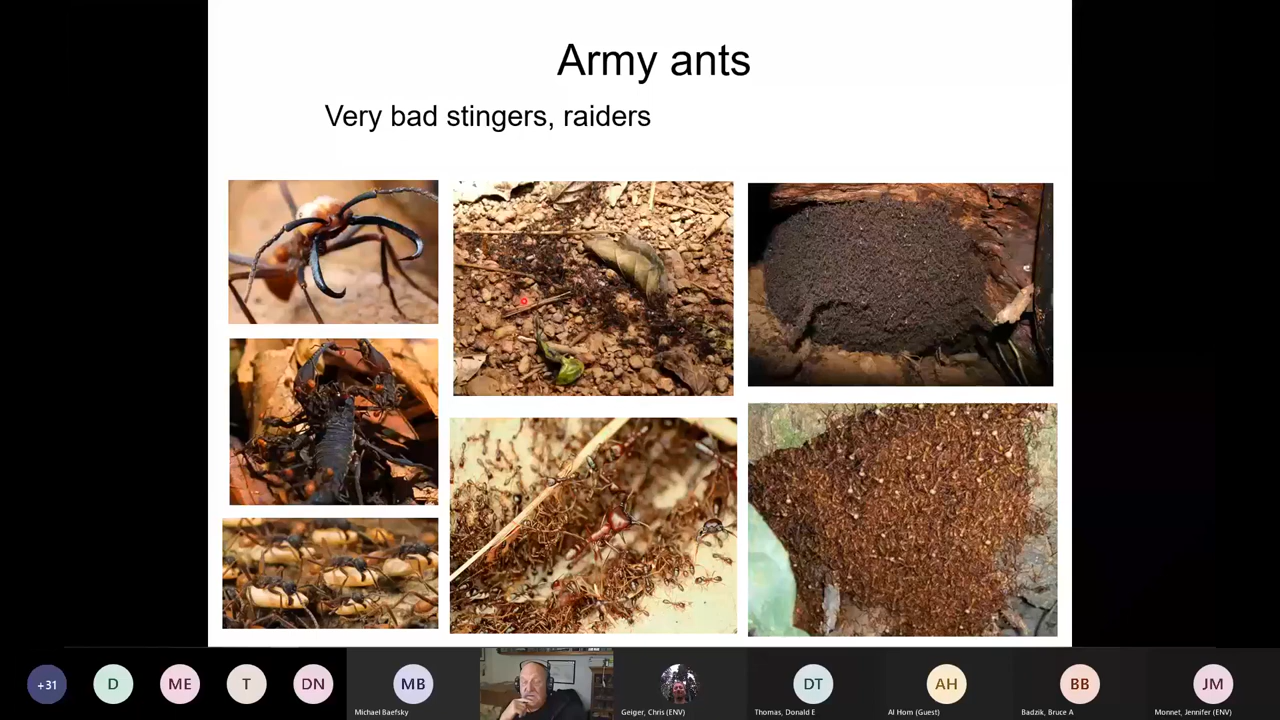 Army ants
Very bad stingers, raiders
+31
D
ME
T
DN
MB
DT
AH
BB
JM
Michael Baefsky
Geiger, Chris (ENV)
Thomas, Donald E
Al Hom (Guest)
Badzik, Bruce A
Monnet, Jennifer (ENV)